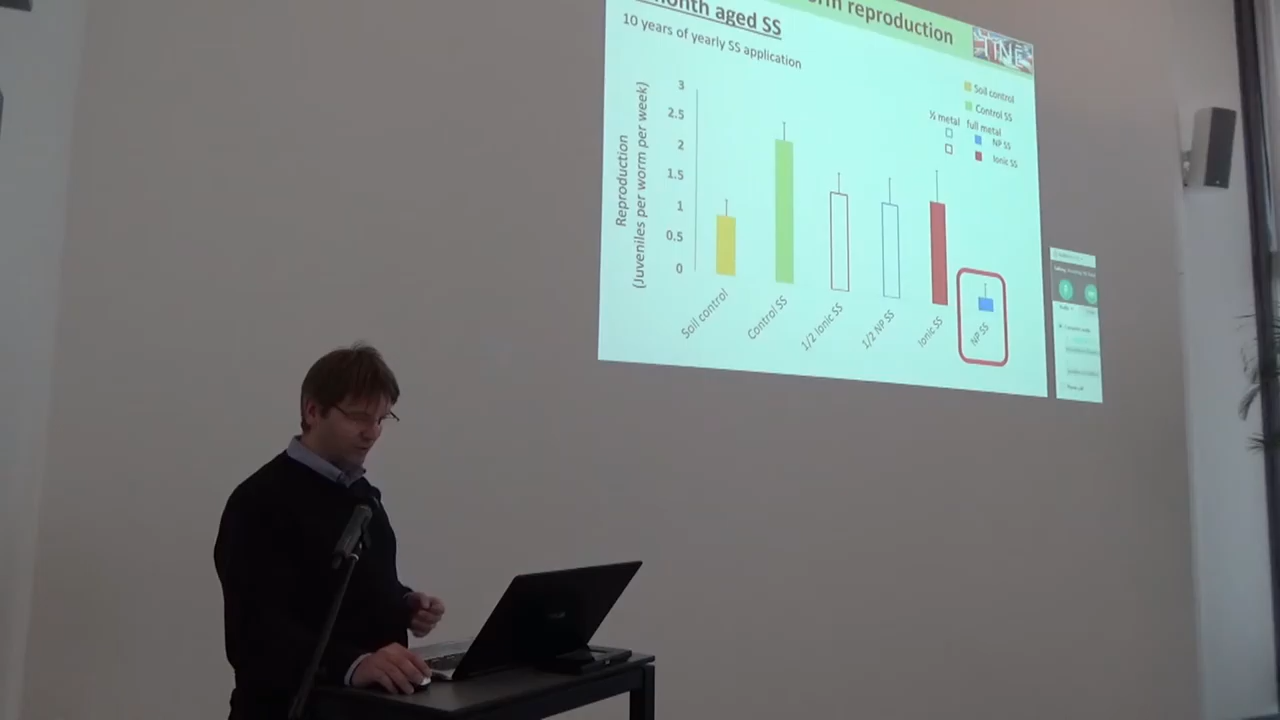 rm reproduction
onth aged SS
10 years of yearly SS application
TINE
Soil control
Control SS
½ metal full metal
NP SS
Ionic SS
Reproduction
(Juveniles per worm per week)
3
2.5
2
1.5
1
0.5
0
Soil control
Control SS
1/2 Ionic SS
1/2 NP SS
Ionic SS
NP SS